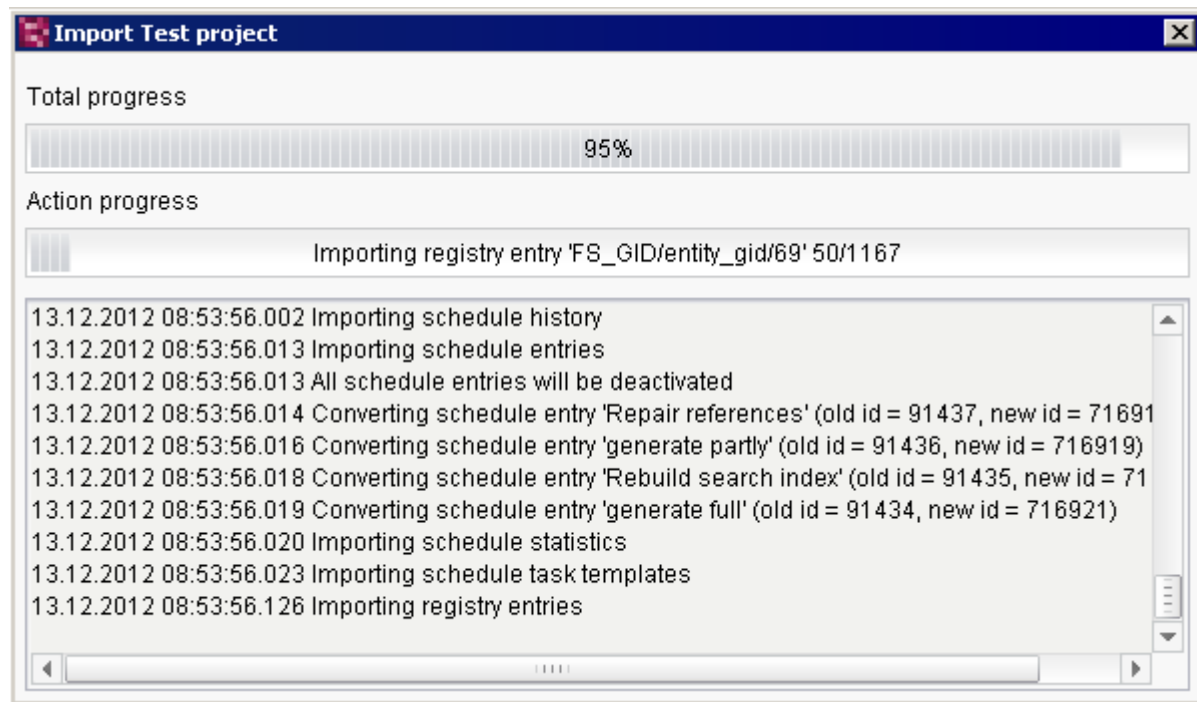 Import Test project
Total progress
95%
Action progress
Importing registry entry 'FS_GID/entity_gid/69' 50/1167
13.12.2012 08:53:56.002 Importing schedule history
13.12.2012 08:53:56.013 Importing schedule entries
13.12.2012 08:53:56.013 All schedule entries will be deactivated
13.12.2012 08:53:56.014 Converting schedule entry 'Repair references' (old id = 91437, new id = 71691
13.12.2012 08:53:56.016 Converting schedule entry 'generate partly' (old id = 91436, new id = 716919)
13.12.2012 08:53:56.018 Converting schedule entry 'Rebuild search index' (old id = 91435, new id = 71
13.12.2012 08:53:56.019 Converting schedule entry 'generate full' (old id = 91434, new id = 716921)
13.12.2012 08:53:56.020 Importing schedule statistics
13.12.2012 08:53:56.023 Importing schedule task templates
13.12.2012 08:53:56.126 Importing registry entries